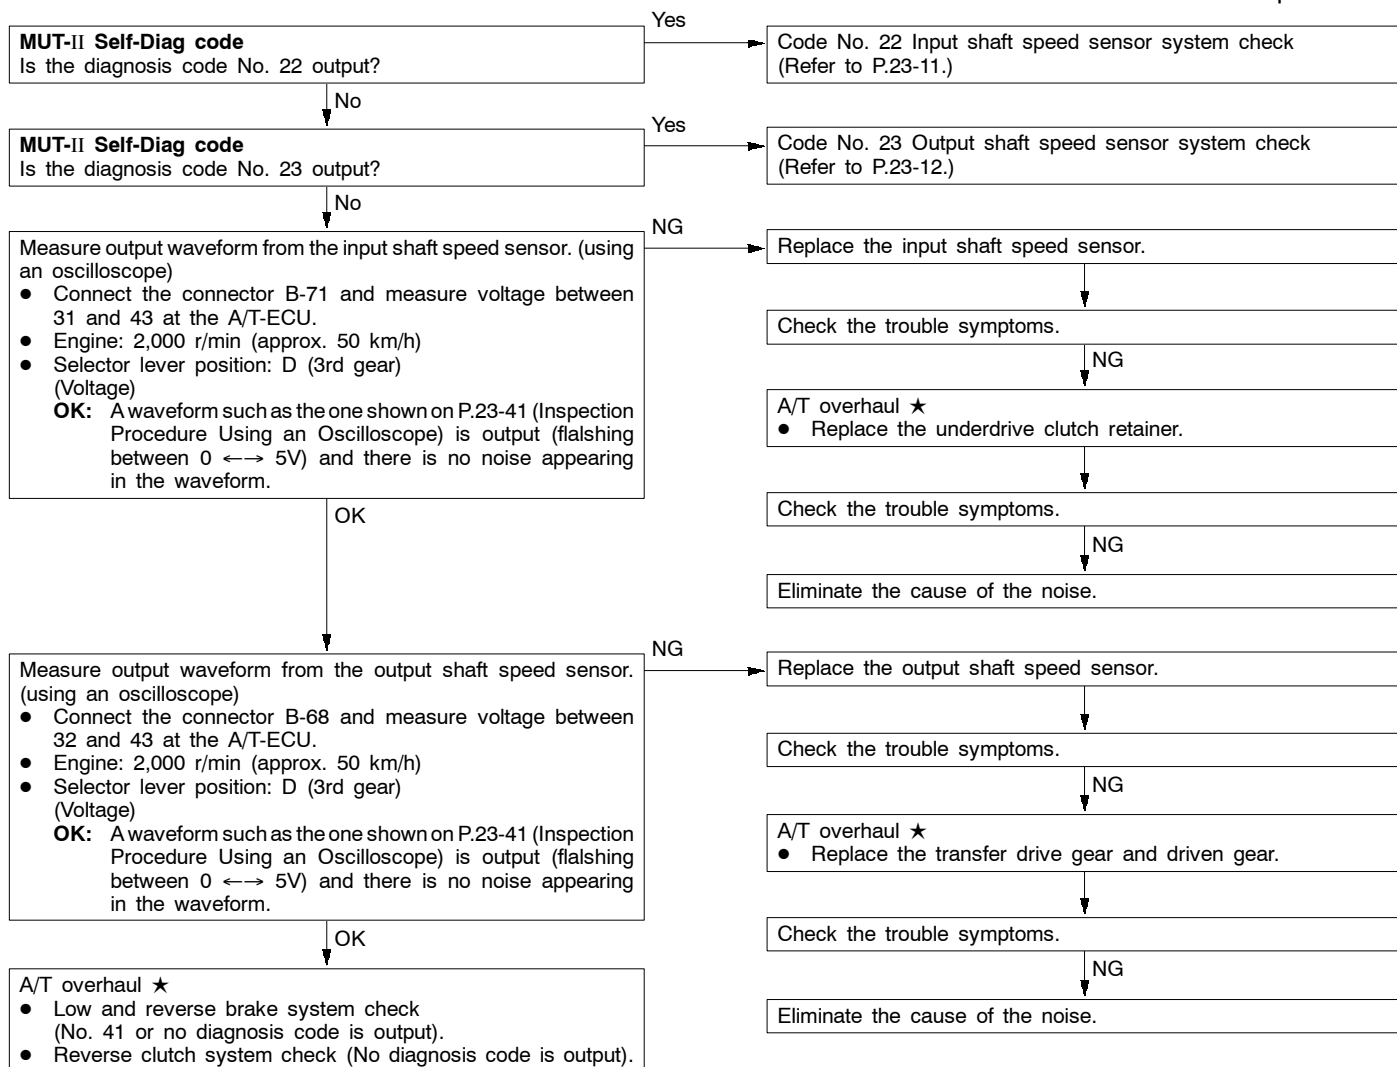 Yes
MUT-II Self-Diag code
Is the diagnosis code No. 22 output?
Code No. 22 Input shaft speed sensor system check
(Refer to P.23-11.)
No
Yes
MUT-II Self-Diag code
Is the diagnosis code No. 23 output?
Code No. 23 Output shaft speed sensor system check
(Refer to P.23-12.)
No
NG
Measure output waveform from the input shaft speed sensor. (using
an oscilloscope)
● Connect the connector B-71 and measure voltage between
31 and 43 at the A/T-ECU.
● Engine: 2,000 r/min (approx. 50 km/h)
● Selector lever position: D (3rd gear)
(Voltage)
OK: A waveform such as the one shown on P.23-41 (Inspection
Procedure Using an Oscilloscope) is output (flalshing
between 0 ←→ 5V) and there is no noise appearing
in the waveform.
Replace the input shaft speed sensor.
Check the trouble symptoms.
NG
A/T overhaul ★
● Replace the underdrive clutch retainer.
Check the trouble symptoms.
NG
Eliminate the cause of the noise.
OK
NG
Measure output waveform from the output shaft speed sensor.
(using an oscilloscope)
● Connect the connector B-68 and measure voltage between
32 and 43 at the A/T-ECU.
● Engine: 2,000 r/min (approx. 50 km/h)
● Selector lever position: D (3rd gear)
(Voltage)
OK: A waveform such as the one shown on P.23-41 (Inspection
Procedure Using an Oscilloscope) is output (flalshing
between 0 ←→ 5V) and there is no noise appearing
in the waveform.
Replace the output shaft speed sensor.
Check the trouble symptoms.
NG
A/T overhaul ★
● Replace the transfer drive gear and driven gear.
Check the trouble symptoms.
NG
Eliminate the cause of the noise.
OK
A/T overhaul ★
● Low and reverse brake system check
(No. 41 or no diagnosis code is output).
● Reverse clutch system check (No diagnosis code is output).